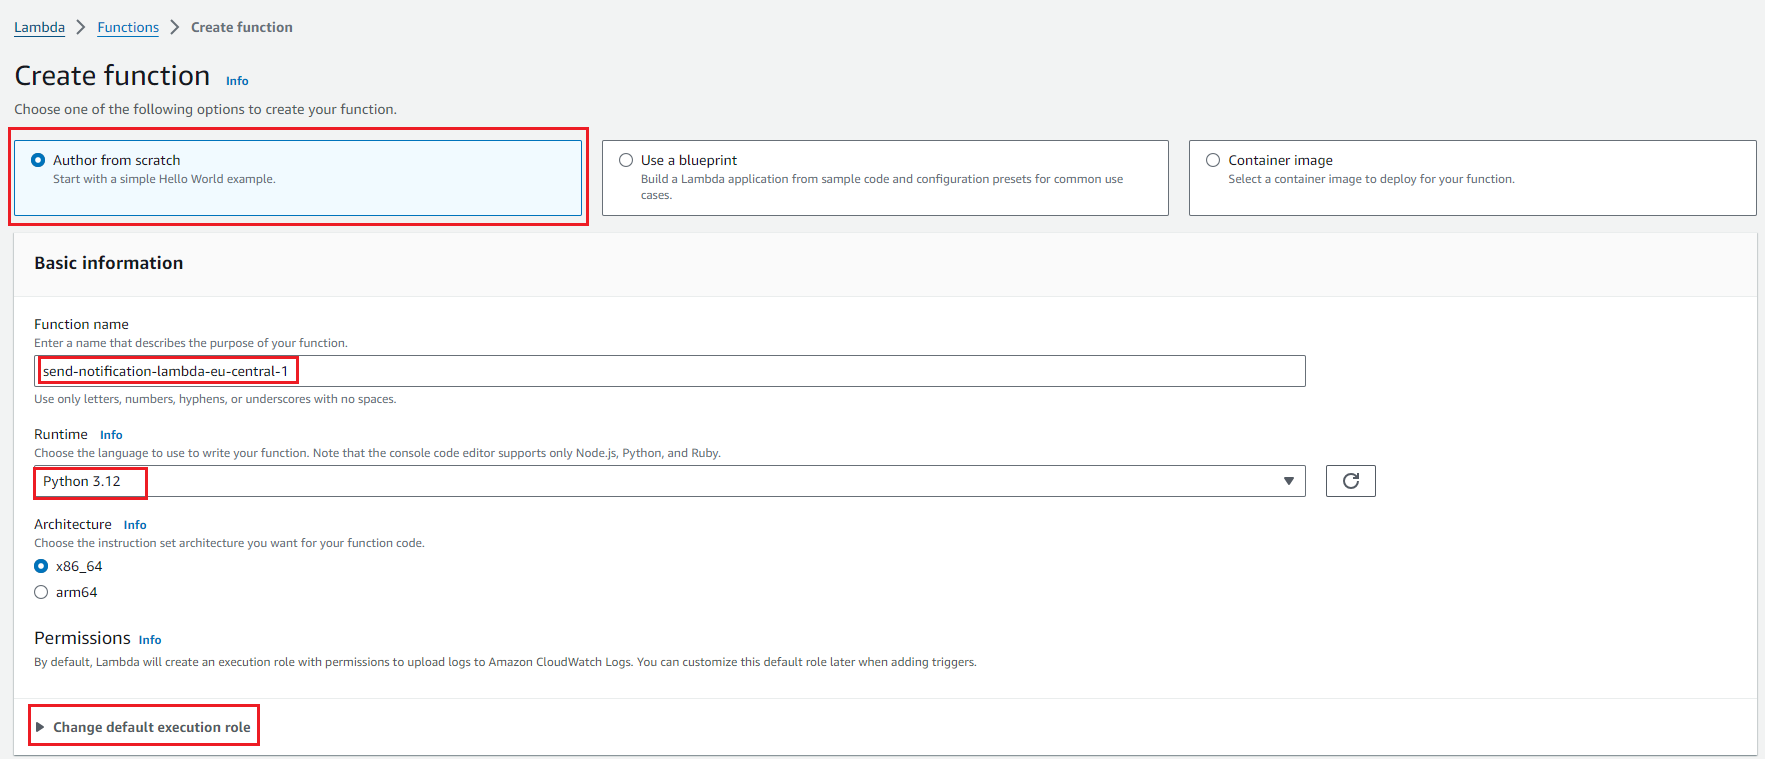 Lambda > Functions > Create function
Create function Info
Choose one of the following options to create your function.
Author from scratch
Start with a simple Hello World example.
Use a blueprint
Build a Lambda application from sample code and configuration presets for common use
cases.
Container image
Select a container image to deploy for your function.
Basic information
Function name
Enter a name that describes the purpose of your function.
send-notification-lambda-eu-central-1
Use only letters, numbers, hyphens, or underscores with no spaces.
Runtime Info
Choose the language to use to write your function. Note that the console code editor supports only Node.js, Python, and Ruby.
Python 3.12
Architecture Info
Choose the instruction set architecture you want for your function code.
x86_64
arm64
Permissions Info
By default, Lambda will create an execution role with permissions to upload logs to Amazon CloudWatch Logs. You can customize this default role later when adding triggers.
Change default execution role